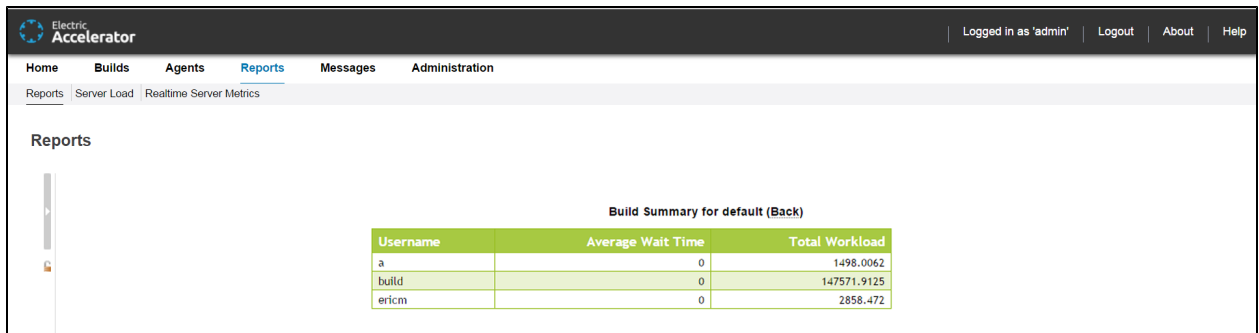 Electric
Accelerator
Logged in as 'admin' Logout About Help
Home Builds Agents Reports Messages Administration
Reports Server Load Realtime Server Metrics
Reports
Build Summary for default (Back)
Username Average Wait Time Total Workload
a 0 1498.0062
build 0 147571.9125
ericm 0 2858.472